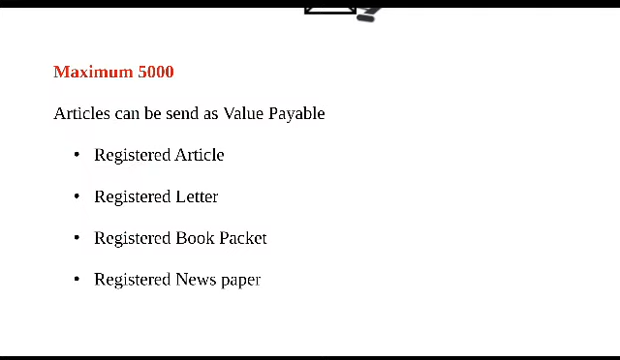 Maximum 5000
Articles can be send as Value Payable
• Registered Article
• Registered Letter
• Registered Book Packet
• Registered News paper